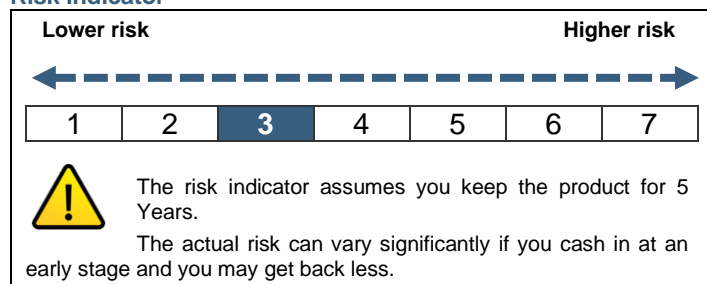 Risk indicator
Lower risk Higher risk
1 2 3 4 5 6 7
!
The risk indicator assumes you keep the product for 5
Years.
The actual risk can vary significantly if you cash in at an
early stage and you may get back less.